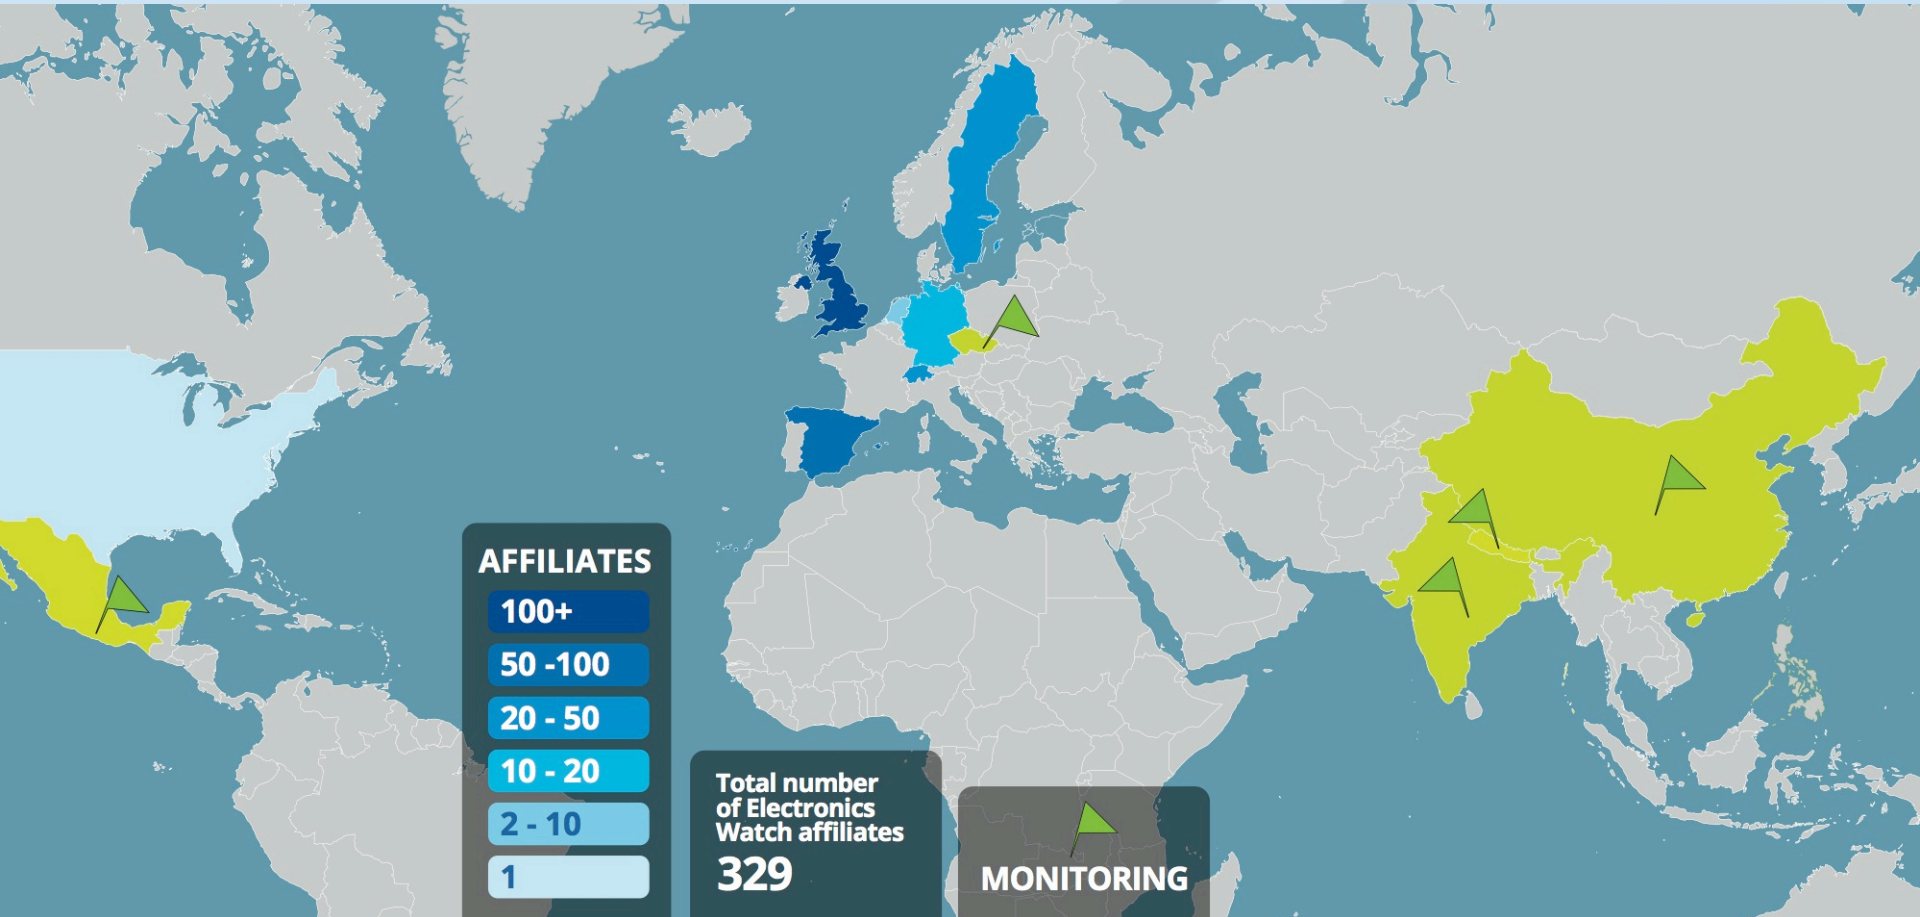 AFFILIATES
100+
50 -100
20 - 50
10 - 20
2 - 10
1
Total number
of Electronics
Watch affiliates
329
MONITORING